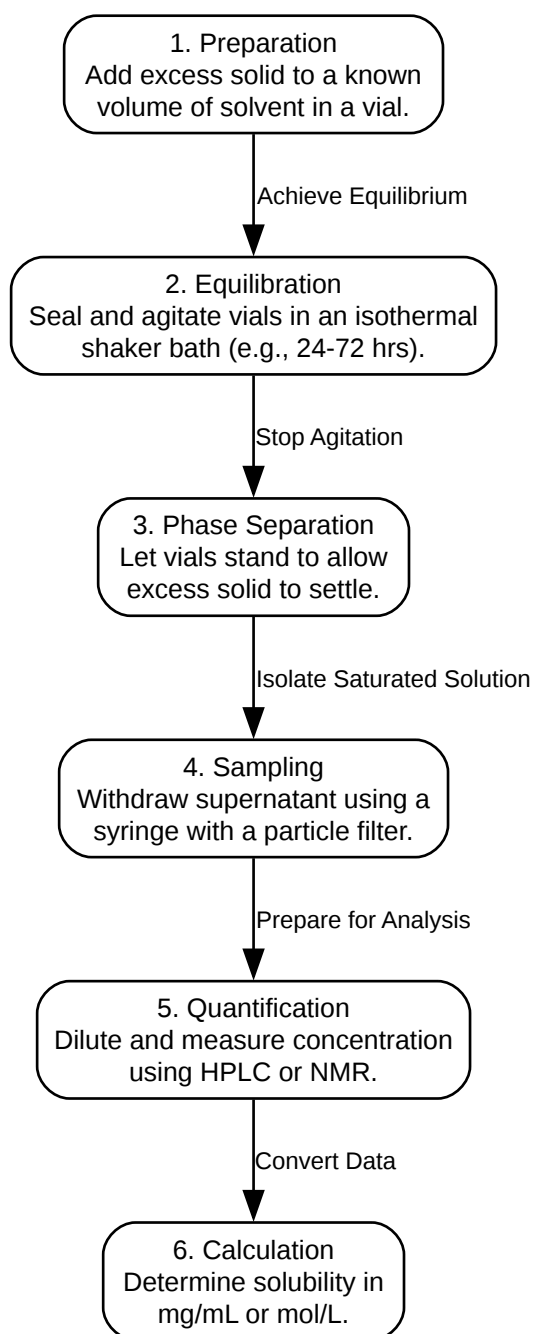 1. Preparation
Add excess solid to a known
volume of solvent in a vial.
Achieve Equilibrium
2. Equilibration
Seal and agitate vials in an isothermal
shaker bath (e.g., 24-72 hrs).
Stop Agitation
3. Phase Separation
Let vials stand to allow
excess solid to settle.
Isolate Saturated Solution
4. Sampling
Withdraw supernatant using a
syringe with a particle filter.
Prepare for Analysis
5. Quantification
Dilute and measure concentration
using HPLC or NMR.
Convert Data
6. Calculation
Determine solubility in
mg/mL or mol/L.